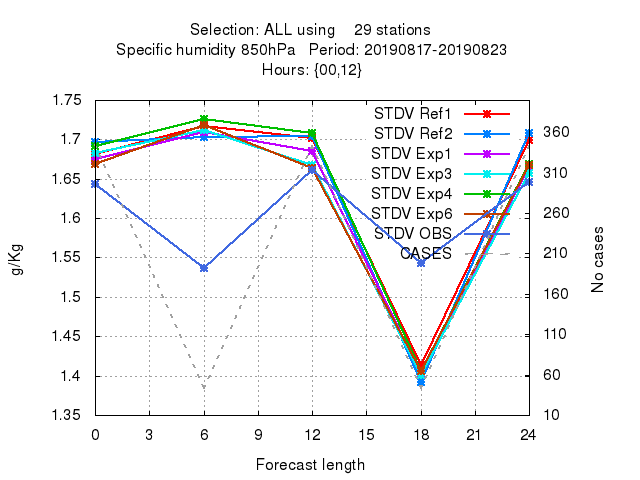 Selection: ALL using 29 stations
Specific humidity 850hPa Period: 20190817-20190823
Hours: {00,12}
1.75
1.7
1.65
1.6
1.55
1.5
1.45
1.4
1.35
g/Kg
STDV Ref1
STDV Ref2
STDV Exp1
STDV Exp3
STDV Exp4
STDV Exp6
STDV OBS
CASES
360
310
260
210
160
110
60
10
No cases
0 3 6 9 12 15 18 21 24
Forecast length